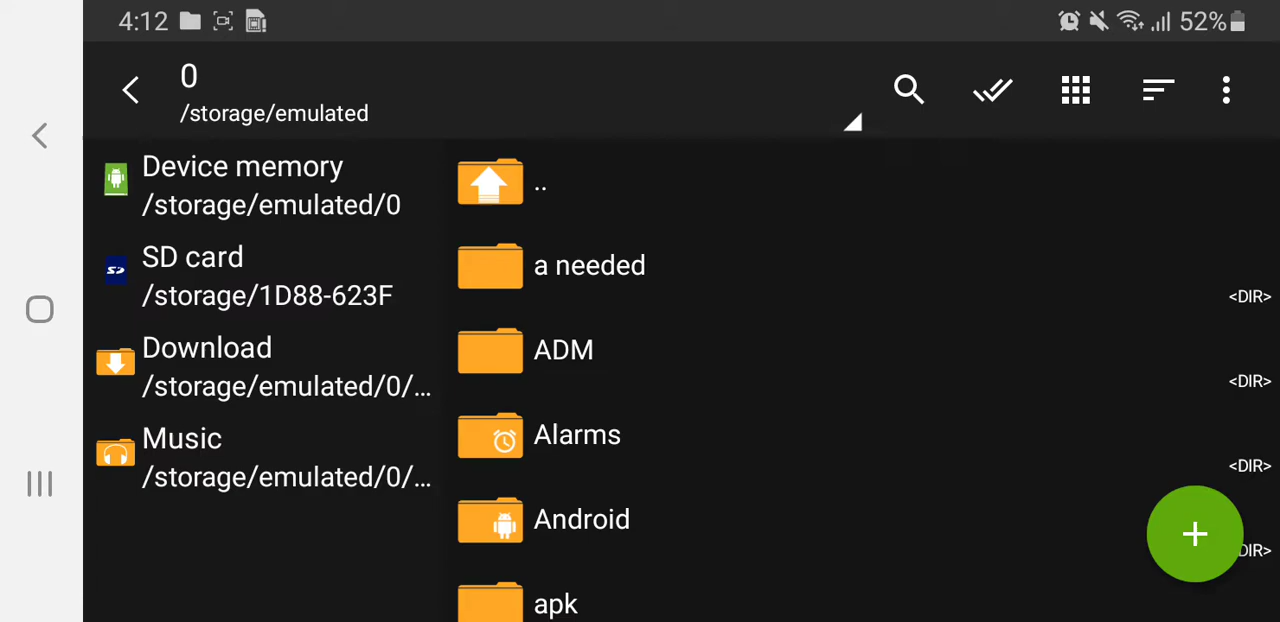 4:12
52%
0
/storage/emulated
Device memory
/storage/emulated/0
SD card
/storage/1D88-623F
Download
/storage/emulated/0/...
Music
/storage/emulated/0/...
..
a needed
<DIR>
ADM
<DIR>
Alarms
<DIR>
Android
DIR>
apk